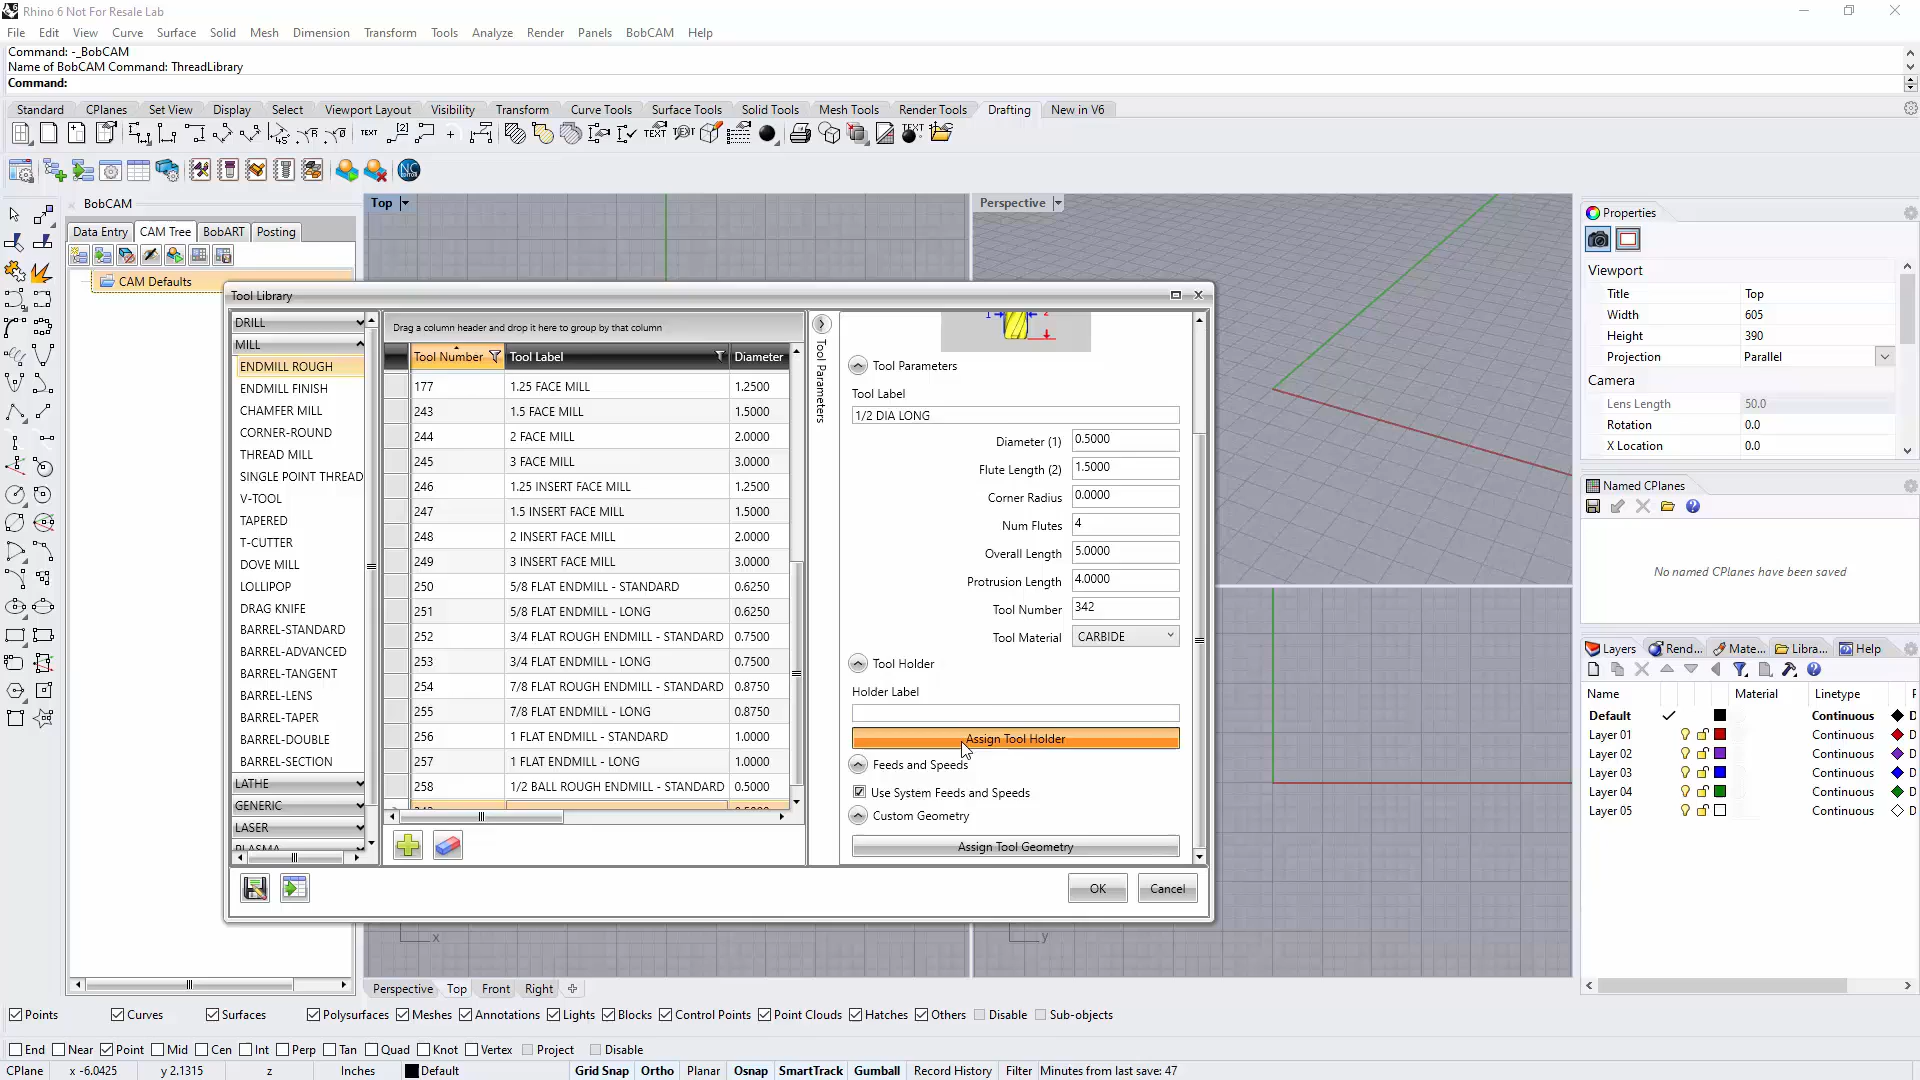 Rhino 6 Not For Resale Lab
File Edit View Curve Surface Solid Mesh Dimension Transform Tools Analyze Render Panels BobCAM Help
Command: -_BobCAM
Name of BobCAM Command: ThreadLibrary
Command:
Standard CPlanes Set View Display Select Viewport Layout Visibility Transform Curve Tools Surface Tools Solid Tools Mesh Tools Render Tools Drafting New in V6
BobCAM
Data Entry CAM Tree BobART Posting
CAM Defaults
Top
Perspective
Tool Library
DRILL
MILL
ENDMILL ROUGH
ENDMILL FINISH
CHAMFER MILL
CORNER-ROUND
THREAD MILL
SINGLE POINT THREAD
V-TOOL
TAPERED
T-CUTTER
DOVE MILL
LOLLIPOP
DRAG KNIFE
BARREL-STANDARD
BARREL-ADVANCED
BARREL-TANGENT
BARREL-LENS
BARREL-TAPER
BARREL-DOUBLE
BARREL-SECTION
LATHE
GENERIC
LASER
PLASMA
Drag a column header and drop it here to group by that column
Tool Number Tool Label Diameter
177 1.25 FACE MILL 1.2500
243 1.5 FACE MILL 1.5000
244 2 FACE MILL 2.0000
245 3 FACE MILL 3.0000
246 1.25 INSERT FACE MILL 1.2500
247 1.5 INSERT FACE MILL 1.5000
248 2 INSERT FACE MILL 2.0000
249 3 INSERT FACE MILL 3.0000
250 5/8 FLAT ENDMILL - STANDARD 0.6250
251 5/8 FLAT ENDMILL - LONG 0.6250
252 3/4 FLAT ROUGH ENDMILL - STANDARD 0.7500
253 3/4 FLAT ENDMILL - LONG 0.7500
254 7/8 FLAT ROUGH ENDMILL - STANDARD 0.8750
255 7/8 FLAT ENDMILL - LONG 0.8750
256 1 FLAT ENDMILL - STANDARD 1.0000
257 1 FLAT ENDMILL - LONG 1.0000
258 1/2 BALL ROUGH ENDMILL - STANDARD 0.5000
Tool Parameters
1 2
Tool Parameters
Tool Label
1/2 DIA LONG
Diameter (1) 0.5000
Flute Length (2) 1.5000
Corner Radius 0.0000
Num Flutes 4
Overall Length 5.0000
Protrusion Length 4.0000
Tool Number 342
Tool Material CARBIDE
Tool Holder
Holder Label
Assign Tool Holder
Feeds and Speeds
Use System Feeds and Speeds
Custom Geometry
Assign Tool Geometry
OK Cancel
x
y
Properties
Viewport
Title Top
Width 605
Height 390
Projection Parallel
Camera
Lens Length 50.0
Rotation 0.0
X Location 0.0
Named CPlanes
No named CPlanes have been saved
Layers Rend... Mate... Libra... Help
Name Material Linetype
Default Continuous D
Layer 01 Continuous D
Layer 02 Continuous D
Layer 03 Continuous D
Layer 04 Continuous D
Layer 05 Continuous D
Perspective Top Front Right
Points Curves Surfaces Polysurfaces Meshes Annotations Lights Blocks Control Points Point Clouds Hatches Others Disable Sub-objects
End Near Point Mid Cen Int Perp Tan Quad Knot Vertex Project Disable
CPlane x -6.0425 y 2.1315 z Inches Default Grid Snap Ortho Planar Osnap SmartTrack Gumball Record History Filter Minutes from last save: 47